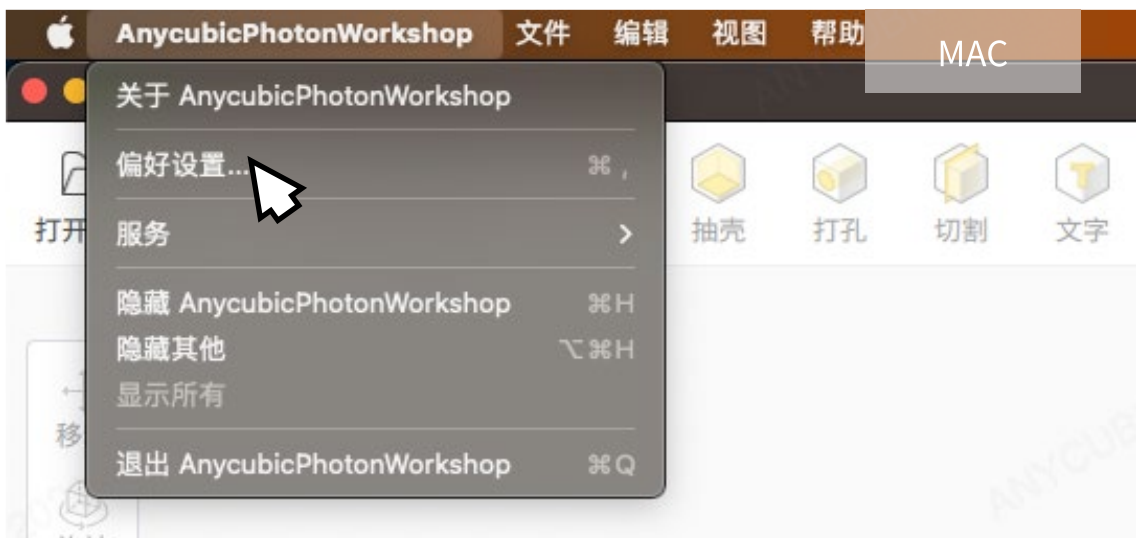 AnycubicPhotonWorkshop 文件 编辑 视图 帮助
MAC
关于 AnycubicPhotonWorkshop
偏好设置... ⌘ ,
服务 >
隐藏 AnycubicPhotonWorkshop ⌘H
隐藏其他 ⌥⌘H
显示所有
退出 AnycubicPhotonWorkshop ⌘Q
打开 抽壳 打孔 切割 文字
移
ANYCUB